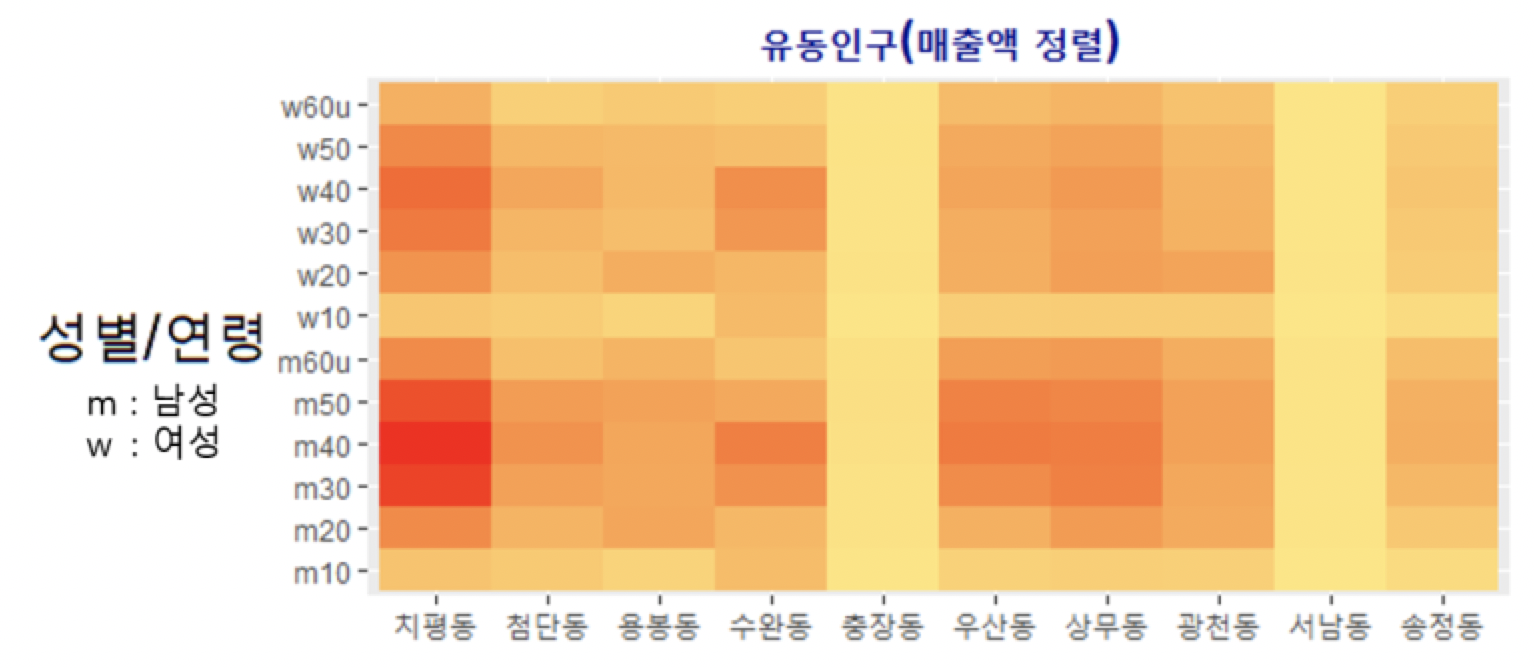 유동인구(매출액 정렬)
성별/연령
m : 남성
w : 여성
w60u
w50
w40
w30
w20
w10
m60u
m50
m40
m30
m20
m10
치평동 첨단동 용봉동 수완동 충장동 우산동 상무동 광천동 서남동 송정동